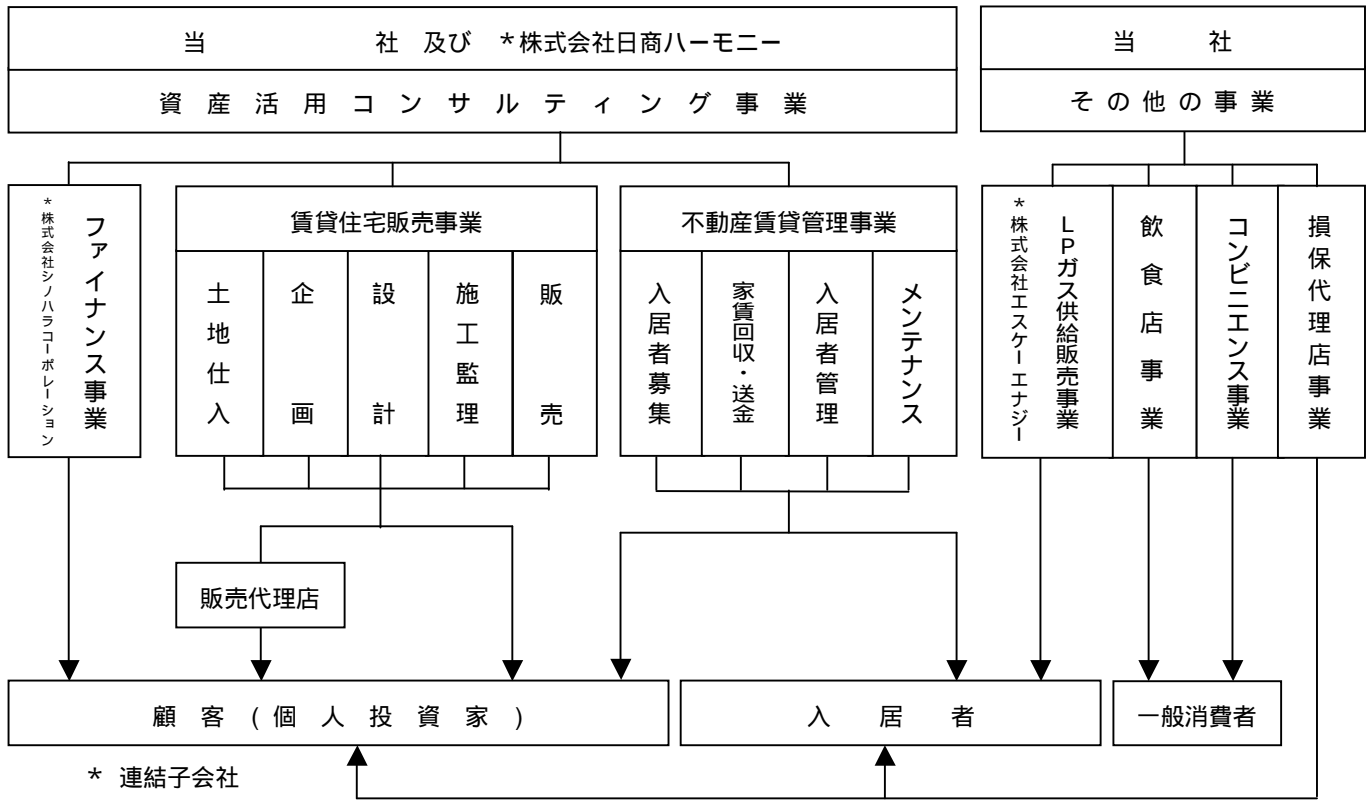 当　社 及び *株式会社日商ハーモニー
資産活用コンサルティング事業
当　社
その他の事業
ファイナンス事業
*株式会社シノハラコーポレーション
賃貸住宅販売事業
土地仕入
企画
設計
施工監理
販売
不動産賃貸管理事業
入居者募集
家賃回収・送金
入居者管理
メンテナンス
LPガス供給販売事業
*株式会社エスケーエナジー
飲食店事業
コンビニエンス事業
損保代理店事業
販売代理店
顧客(個人投資家)
入居者
一般消費者
* 連結子会社